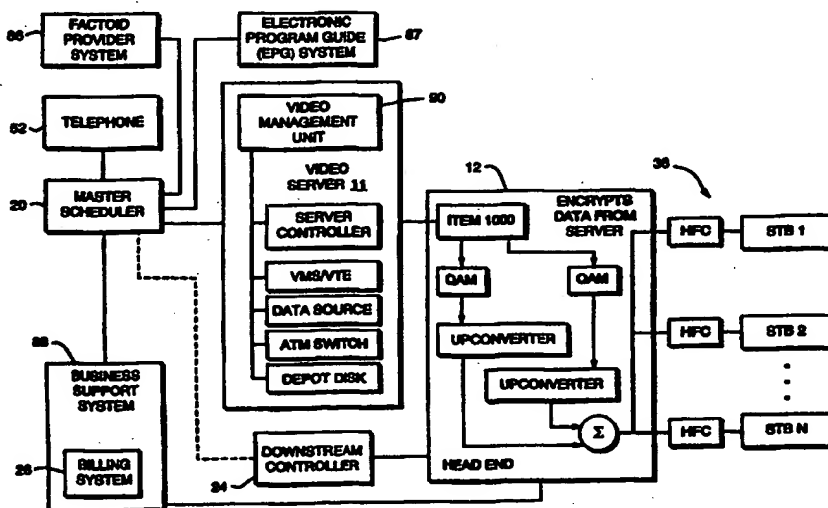 86
FACTOID
PROVIDER
SYSTEM
ELECTRONIC
PROGRAM GUIDE
(EPG) SYSTEM
87
52
TELEPHONE
20
MASTER
SCHEDULER
90
VIDEO
MANAGEMENT
UNIT
VIDEO
SERVER 11
SERVER
CONTROLLER
VMS/VTE
DATA SOURCE
ATM SWITCH
DEPOT DISK
12
ITEM 1000
ENCRYPTS
DATA FROM
SERVER
QAM
QAM
UPCONVERTER
UPCONVERTER
Σ
HEAD END
36
HFC
STB 1
HFC
STB 2
HFC
STB N
BUSINESS
SUPPORT
SYSTEM
26
BILLING
SYSTEM
DOWNSTREAM
CONTROLLER
24